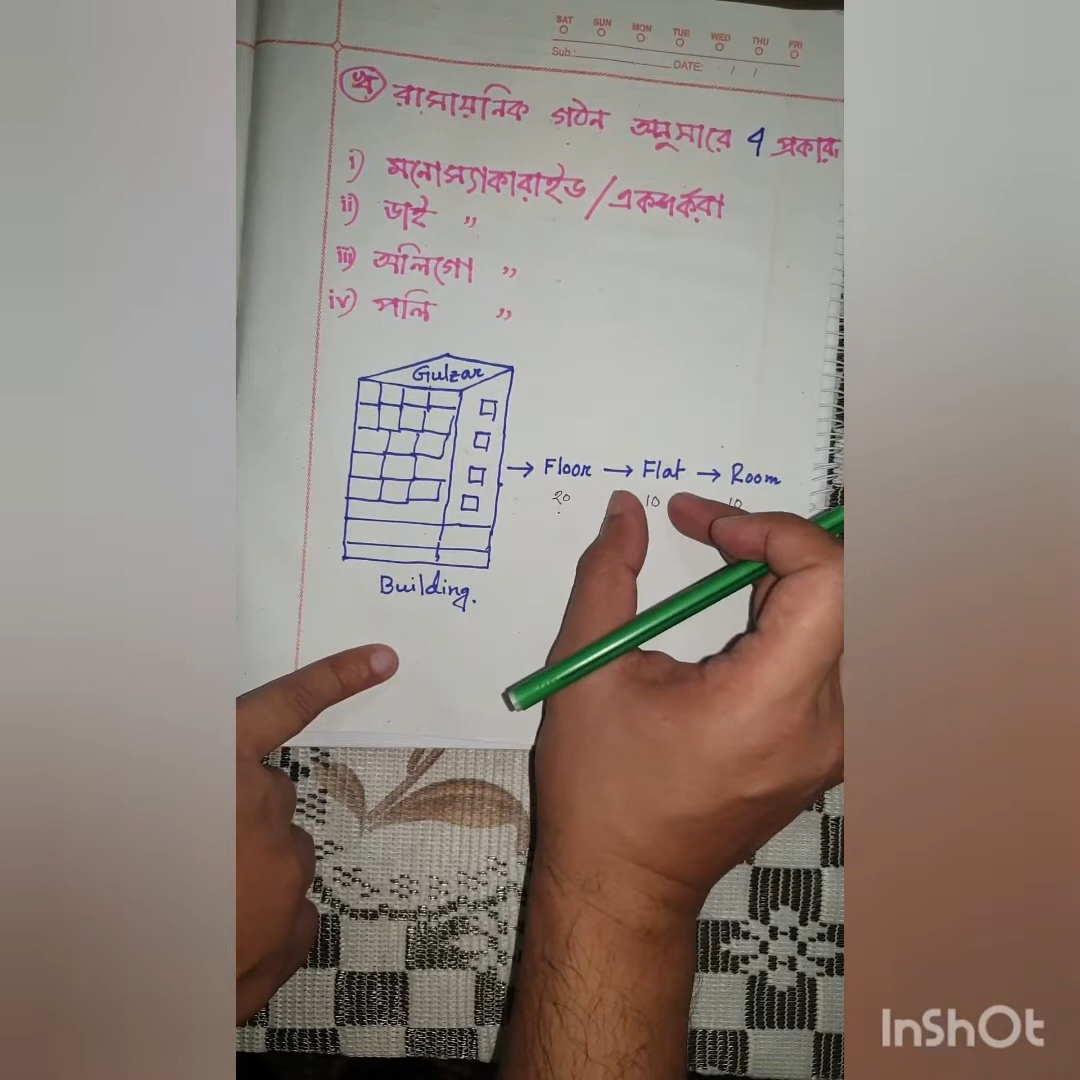 SAT SUN MON TUE WED THU FRI
Sub.: DATE: / /
(খ) রাসায়নিক গঠন অনুসারে 4 প্রকার
i) মনোস্যাকারাইড/একশর্করা
ii) ডাই "
iii) অলিগো "
iv) পলি "
Gulzar
→ Floor → Flat → Room
20 10 10
Building.
InShOt